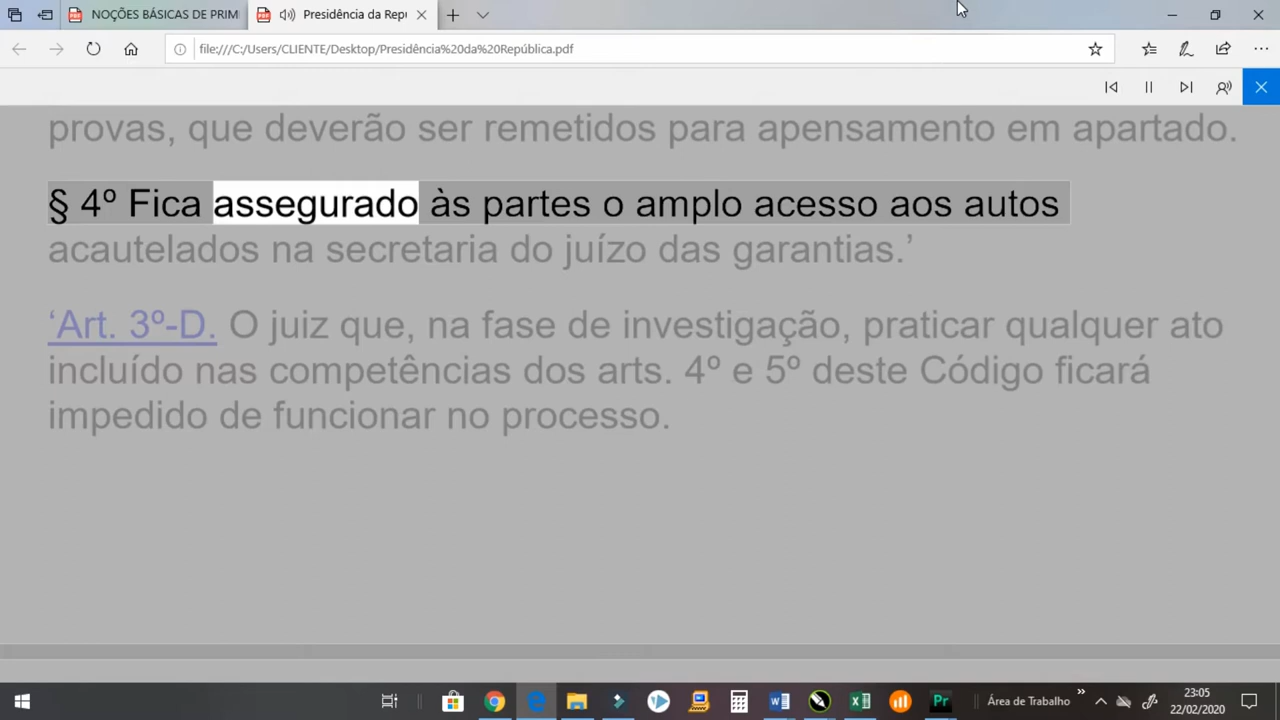 NOÇÕES BÁSICAS DE PRIM
Presidência da Repú
file:///C:/Users/CLIENTE/Desktop/Presidência%20da%20República.pdf
provas, que deverão ser remetidos para apensamento em apartado.
§ 4º Fica assegurado às partes o amplo acesso aos autos
acautelados na secretaria do juízo das garantias.’
‘Art. 3º-D. O juiz que, na fase de investigação, praticar qualquer ato
incluído nas competências dos arts. 4º e 5º deste Código ficará
impedido de funcionar no processo.
Área de Trabalho
23:05
22/02/2020